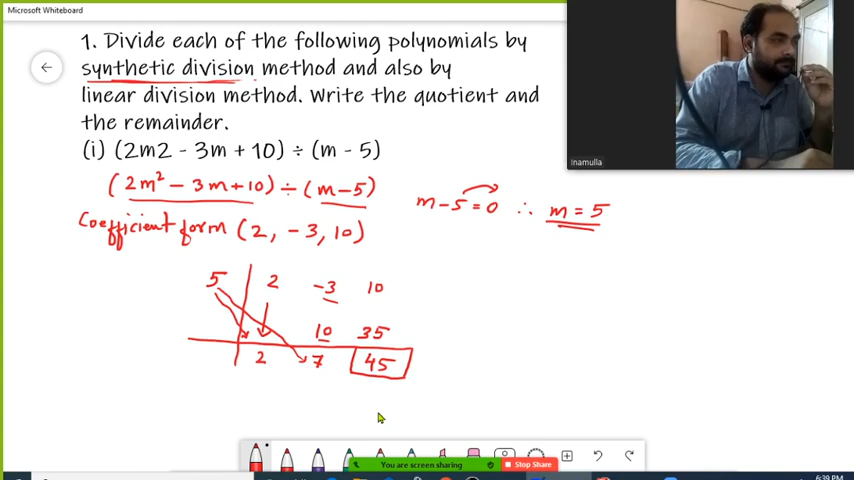 Microsoft Whiteboard
1. Divide each of the following polynomials by
synthetic division method and also by
linear division method. Write the quotient and
the remainder.
(i) (2m2 - 3m + 10) ÷ (m - 5)
(2m² - 3m + 10) ÷ (m - 5)
m - 5 = 0 ∴ m = 5
Coefficient form (2, -3, 10)
5 2 -3 10
10 35
2 7 45
Inamulla
You are screen sharing Stop Share
6:39 PM